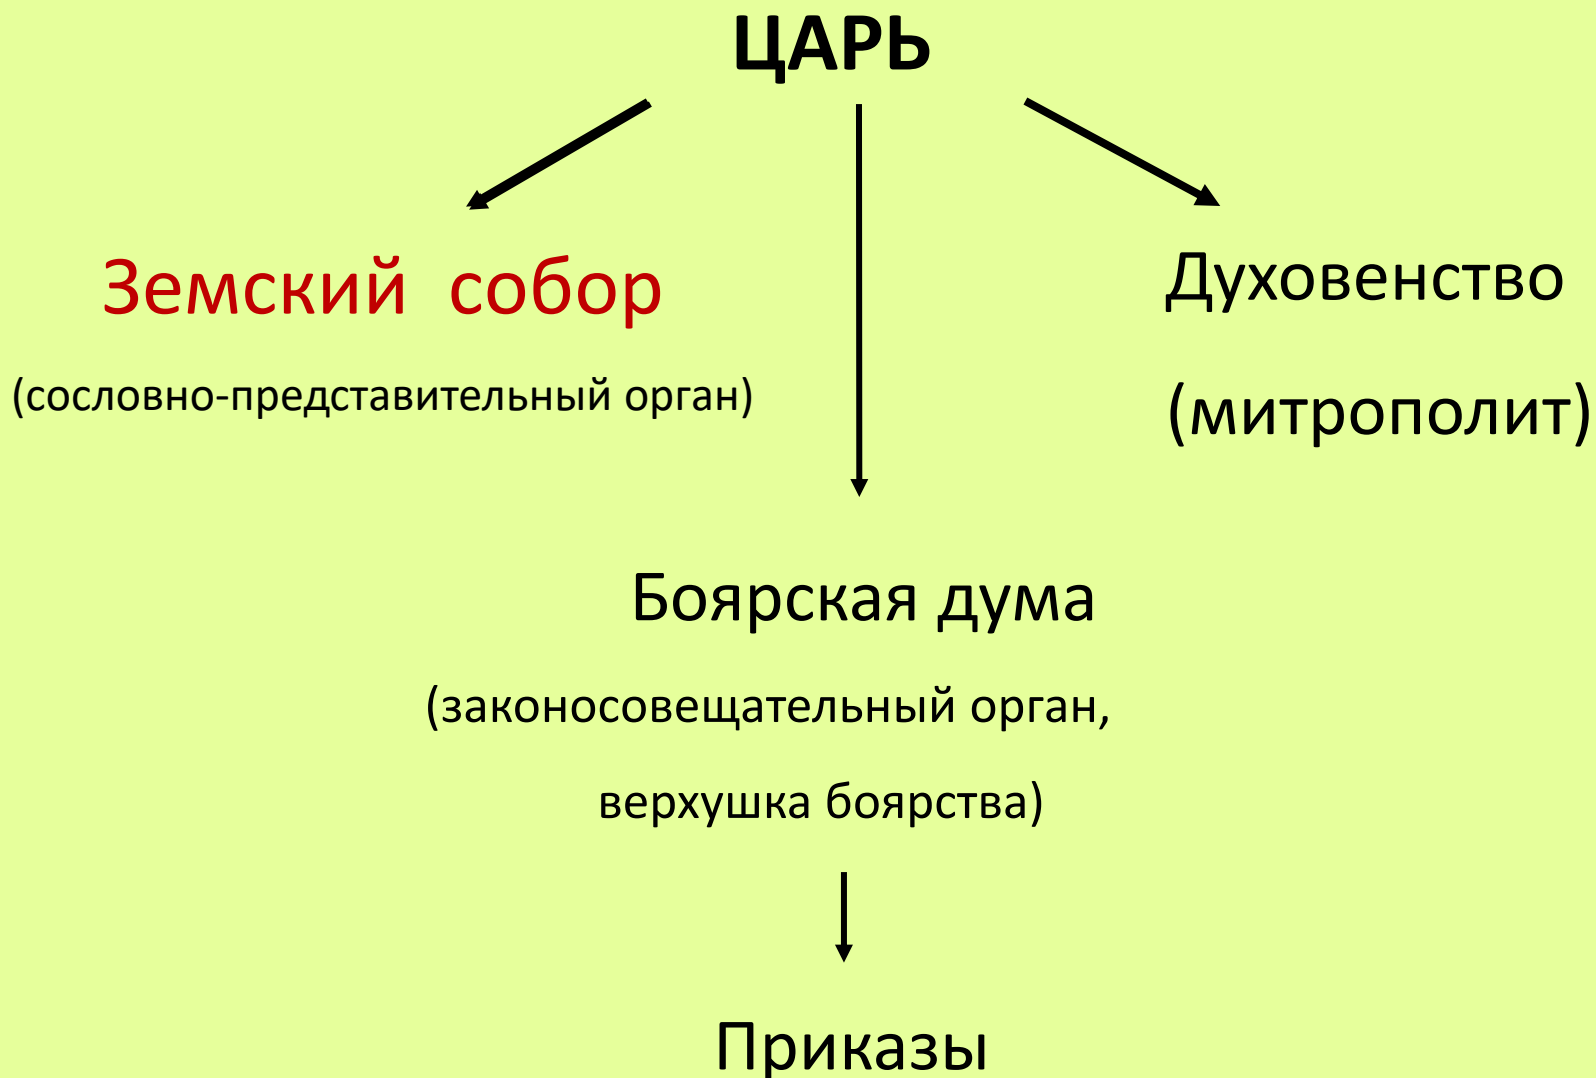 ЦАРЬ
Земский собор
(сословно-представительный орган)
Духовенство
(митрополит)
Боярская дума
(законосовещательный орган,
верхушка боярства)
Приказы